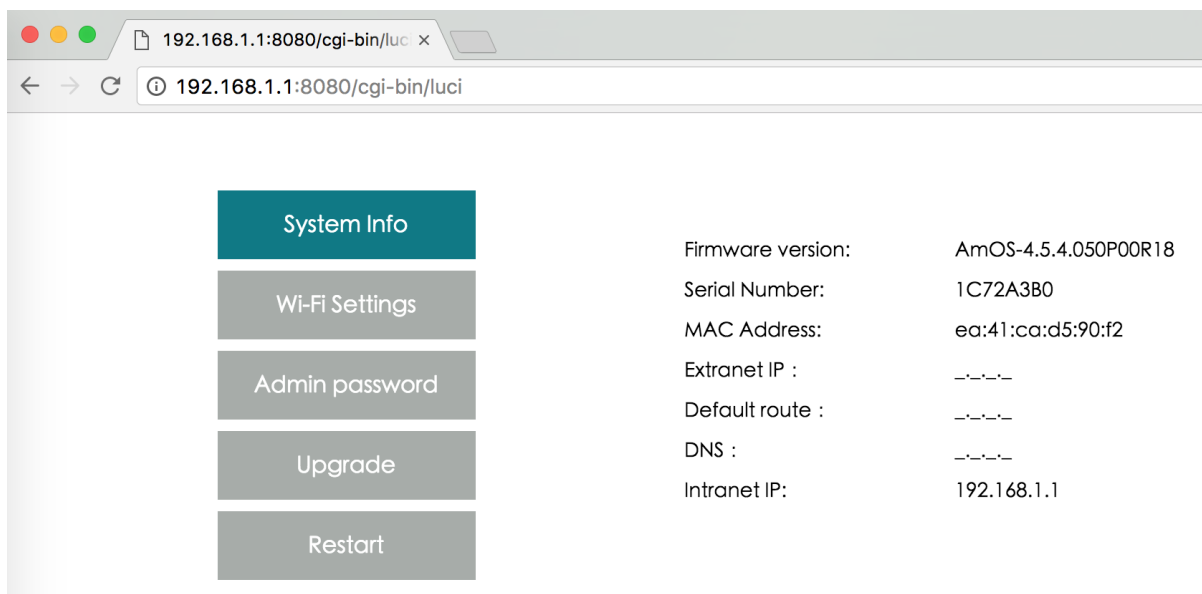 192.168.1.1:8080/cgi-bin/luc
192.168.1.1:8080/cgi-bin/luci
System Info
Wi-Fi Settings
Admin password
Upgrade
Restart
Firmware version: AmOS-4.5.4.050P00R18
Serial Number: 1C72A3B0
MAC Address: ea:41:ca:d5:90:f2
Extranet IP : _._._._
Default route : _._._._
DNS : _._._._
Intranet IP: 192.168.1.1